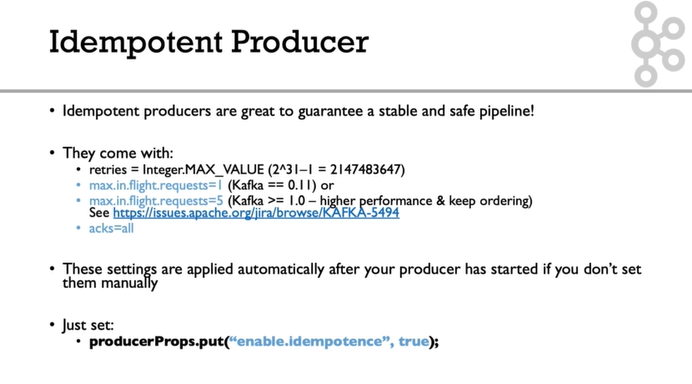 Idempotent Producer
• Idempotent producers are great to guarantee a stable and safe pipeline!
• They come with:
• retries = Integer.MAX_VALUE (2^31–1 = 2147483647)
• max.in.flight.requests=1 (Kafka == 0.11) or
• max.in.flight.requests=5 (Kafka >= 1.0 – higher performance & keep ordering)
See https://issues.apache.org/jira/browse/KAFKA-5494
• acks=all
• These settings are applied automatically after your producer has started if you don’t set
them manually
• Just set:
• producerProps.put(“enable.idempotence”, true);